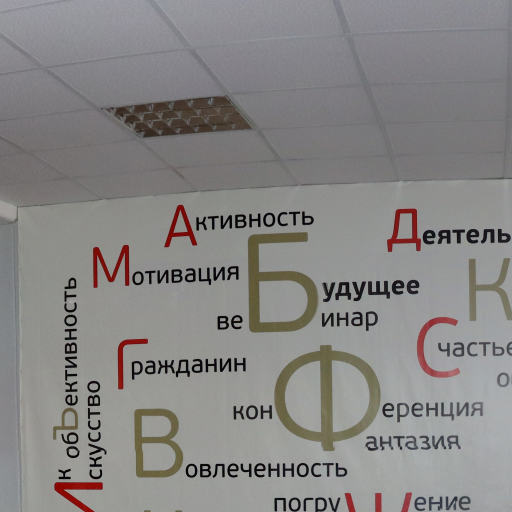 Активность
Деятель
Мотивация
Будущее
вебинар
К
Счастье
Гражданин
объективность
Искусство
конференция
фантазия
Вовлеченность
погружение